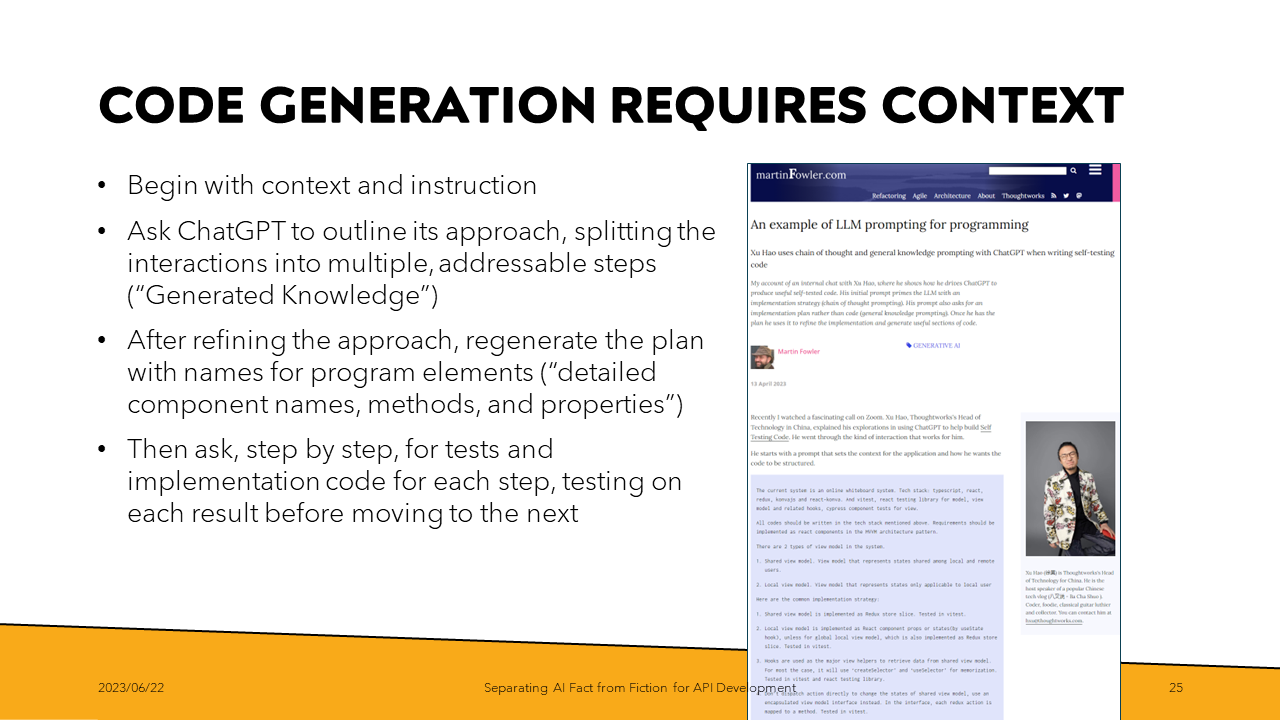 CODE GENERATION REQUIRES CONTEXT
• Begin with context and instruction
• Ask ChatGPT to outline its approach, splitting the
interactions into multiple, addressable steps
(“Generated Knowledge”)
• After refining the approach, regenerate the plan
with names for program elements (“detailed
component names, methods, and properties”)
• Then ask, step by step, for tests and
implementation code for each step, testing on
each result before moving to the next
martinFowler.com
Refactoring Agile Architecture About Thoughtworks
An example of LLM prompting for programming
Xu Hao uses chain of thought and general knowledge prompting with ChatGPT when writing self-testing
code
My account of an internal chat with Xu Hao, where he shows how he drives ChatGPT to
produce useful self-tested code. His initial prompt primes the LLM with an
implementation strategy (chain of thought prompting). His prompt also asks for an
implementation plan rather than code (general knowledge prompting). Once he has the
plan he uses it to refine the implementation and generate useful sections of code.
Martin Fowler
GENERATIVE AI
13 April 2023
Recently I watched a fascinating call on Zoom. Xu Hao, Thoughtworks's Head of
Technology in China, explained his explorations in using ChatGPT to help build Self
Testing Code. He went through the kind of interaction that works for him.
He starts with a prompt that sets the context for the application and how he wants the
code to be structured.
The current system is an online whiteboard system. Tech stack: typescript, react,
redux, konvajs and react-konva. And vitest, react testing library for model, view
model and related hooks, cypress component tests for view.
All codes should be written in the tech stack mentioned above. Requirements should be
implemented as react components in the MVVM architecture pattern.
There are 2 types of view model in the system.
1. Shared view model. View model that represents states shared among local and remote
users.
2. Local view model. View model that represents states only applicable to local user
Here are the common implementation strategy:
1. Shared view model is implemented as Redux store slice. Tested in vitest.
2. Local view model is implemented as React component props or states(by useState
hook), unless for global local view model, which is also implemented as Redux store
slice. Tested in vitest.
3. Hooks are used as the major view helpers to retrieve data from shared view model.
For most the case, it will use 'createSelector' and 'useSelector' for memorization.
Tested in vitest and react testing library.
Don't dispatch action directly to change the states of shared view model, use an
encapsulated view model interface instead. In the interface, each redux action is
mapped to a method. Tested in vitest.
Xu Hao is Thoughtworks's Head
of Technology for China. He is the
host speaker of a popular Chinese
tech vlog
Coder, foodie, classical guitar luthier
and collector. You can contact him at
2023/06/22
Separating AI Fact from Fiction for API Development
25